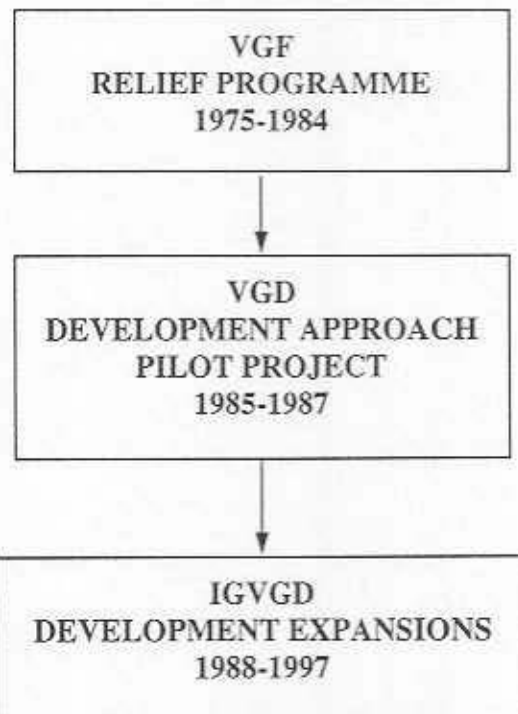 VGF
RELIEF PROGRAMME
1975-1984
VGD
DEVELOPMENT APPROACH
PILOT PROJECT
1985-1987
IGVGD
DEVELOPMENT EXPANSIONS
1988-1997